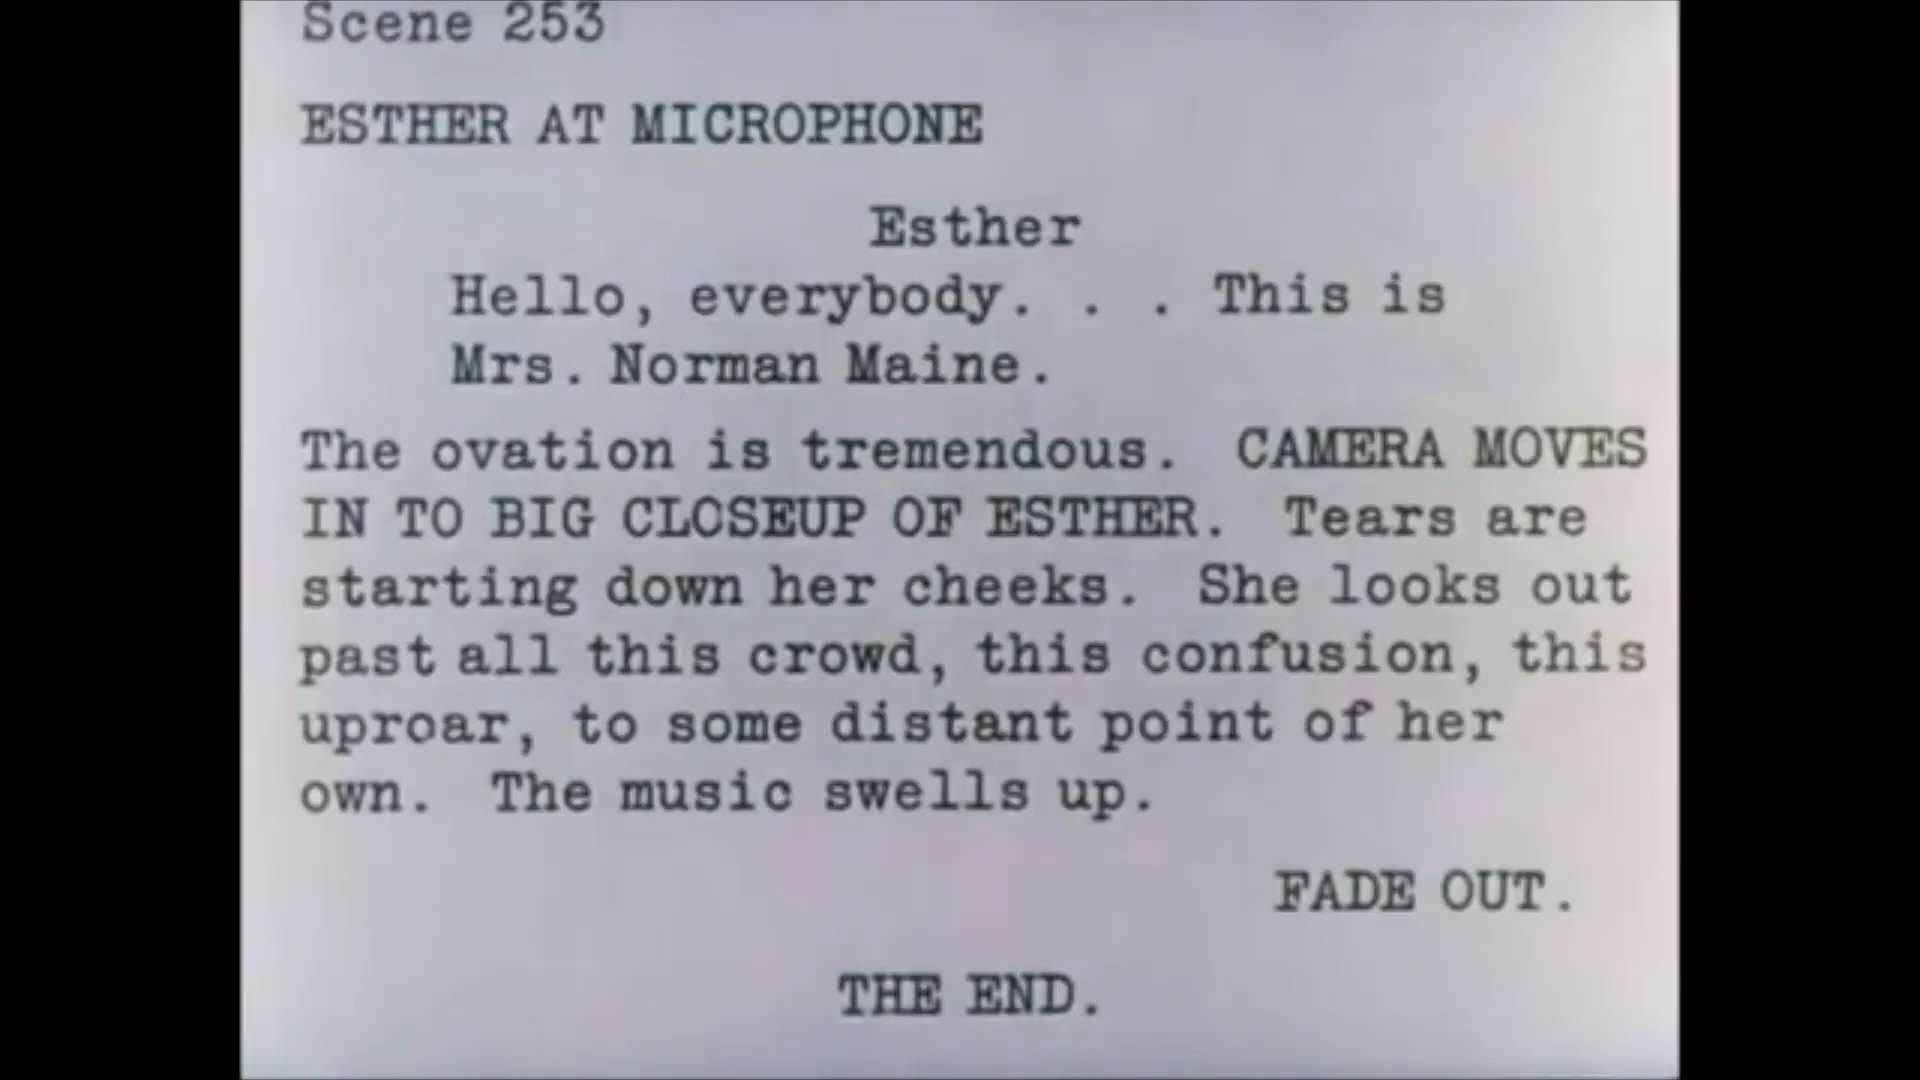 Scene 253
ESTHER AT MICROPHONE
Esther
Hello, everybody. . . This is
Mrs. Norman Maine.
The ovation is tremendous. CAMERA MOVES
IN TO BIG CLOSEUP OF ESTHER. Tears are
starting down her cheeks. She looks out
past all this crowd, this confusion, this
uproar, to some distant point of her
own. The music swells up.
FADE OUT.
THE END.